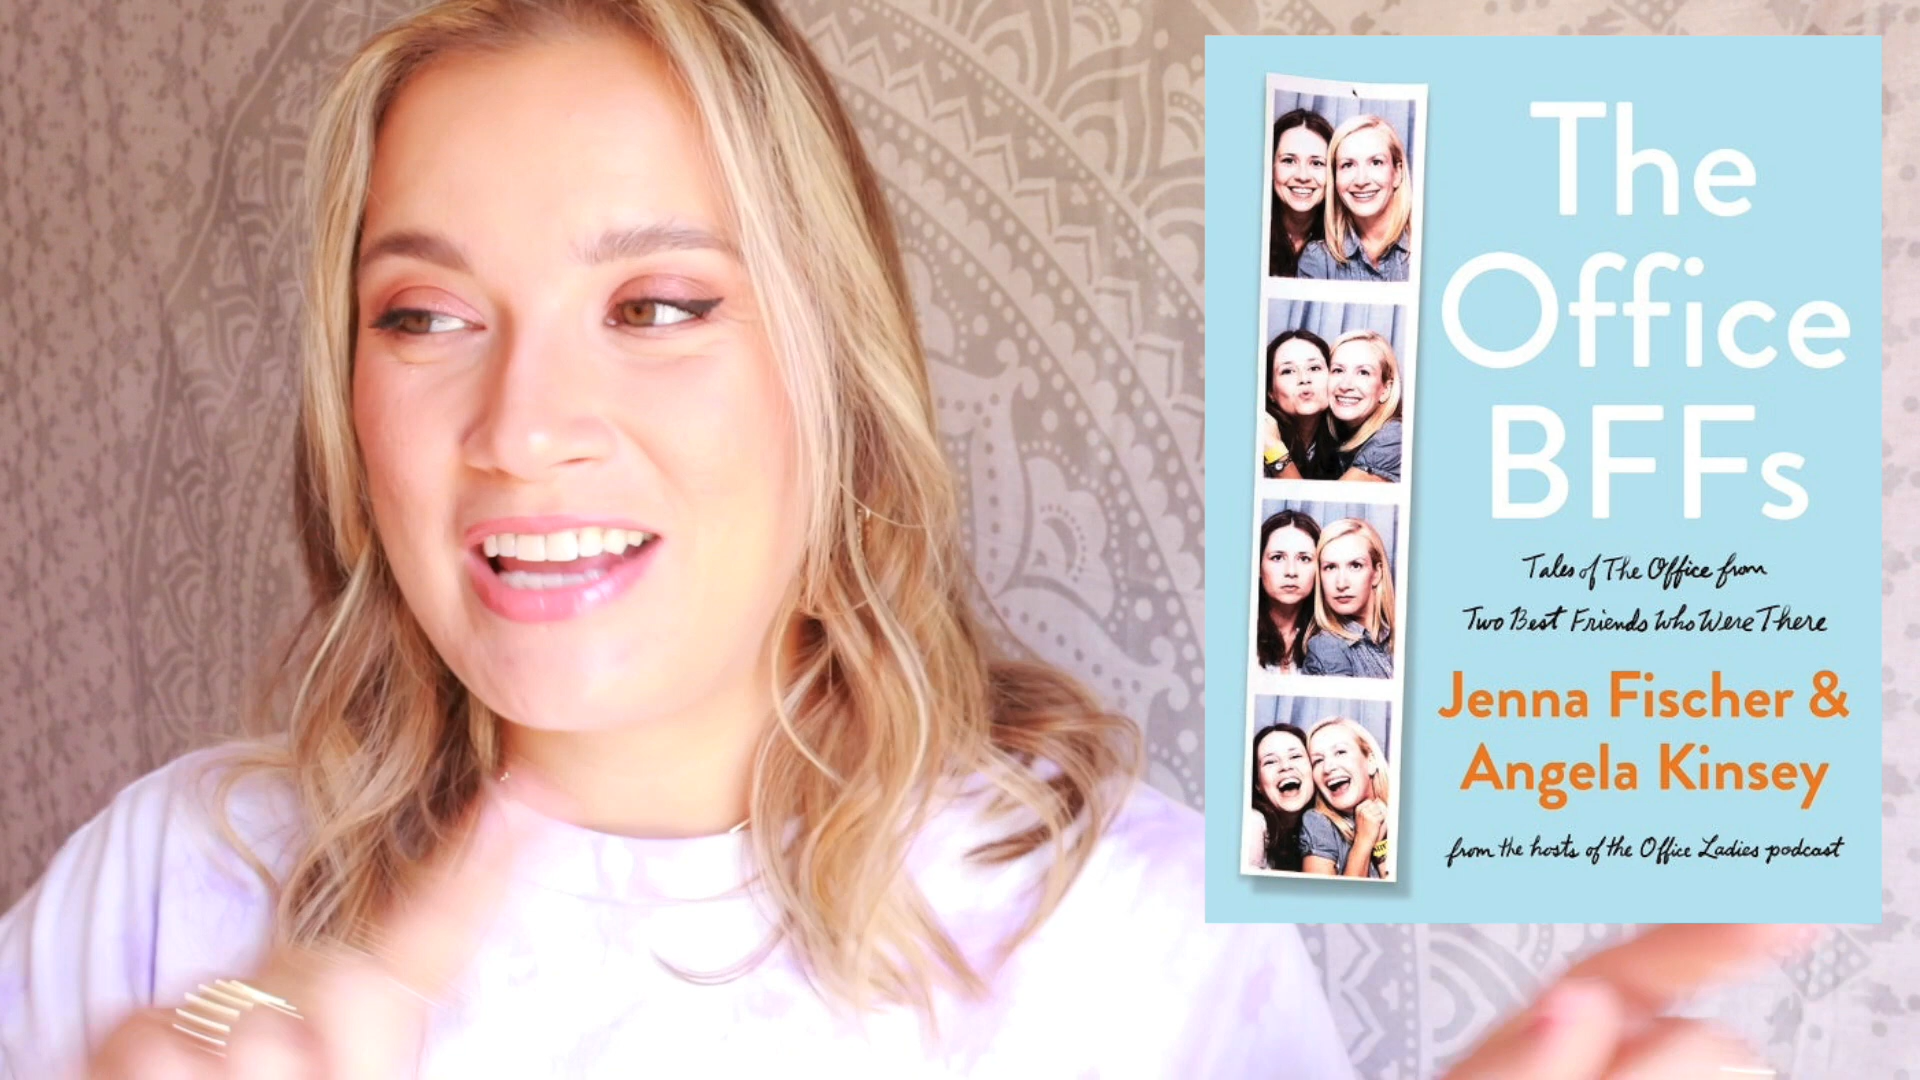 The
Office
BFFs
Tales of The Office from
Two Best Friends Who Were There
Jenna Fischer &
Angela Kinsey
from the hosts of the Office Ladies podcast